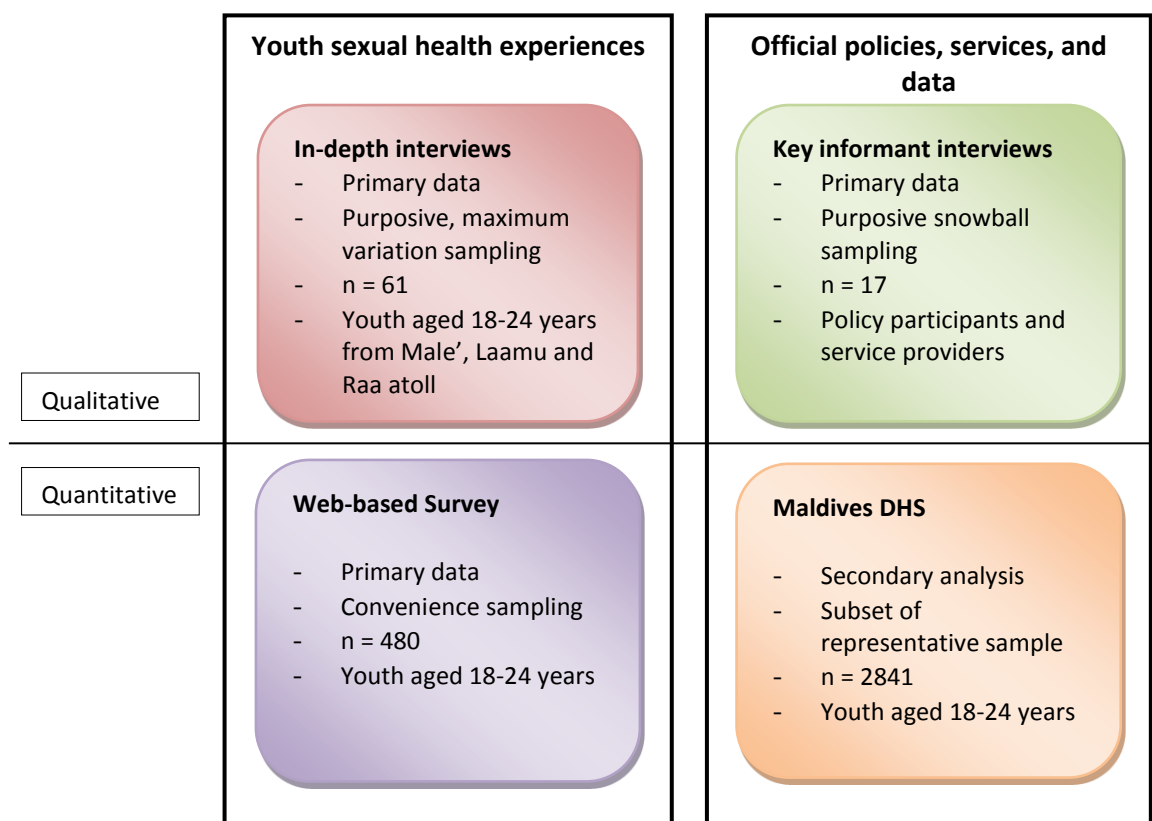 Youth sexual health experiences
Official policies, services, and
data
In-depth interviews
- Primary data
- Purposive, maximum
variation sampling
- n = 61
- Youth aged 18-24 years
from Male’, Laamu and
Raa atoll
Key informant interviews
- Primary data
- Purposive snowball
sampling
- n = 17
- Policy participants and
service providers
Qualitative
Quantitative
Web-based Survey
- Primary data
- Convenience sampling
- n = 480
- Youth aged 18-24 years
Maldives DHS
- Secondary analysis
- Subset of
representative sample
- n = 2841
- Youth aged 18-24 years